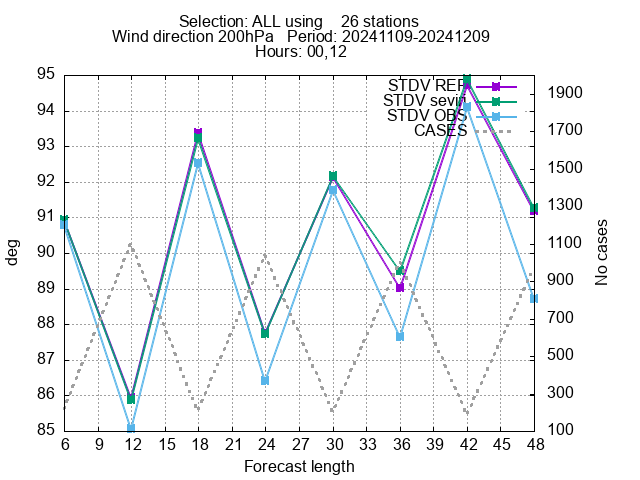 Selection: ALL using    26 stations
Wind direction 200hPa   Period: 20241109-20241209
Hours: 00,12
STDV REF
STDV sevin
STDV OBS
CASES
95
94
93
92
91
90
89
88
87
86
85
deg
1900
1700
1500
1300
1100
900
700
500
300
100
No cases
6 9 12 15 18 21 24 27 30 33 36 39 42 45 48
Forecast length